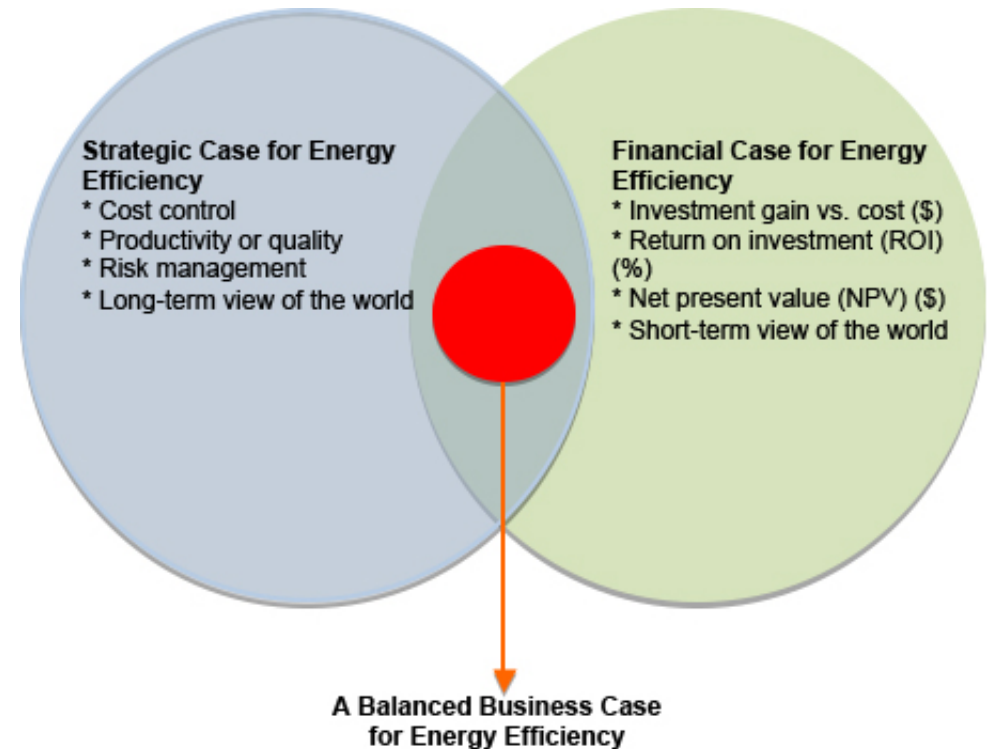 Strategic Case for Energy
Efficiency
* Cost control
* Productivity or quality
* Risk management
* Long-term view of the world
Financial Case for Energy
Efficiency
* Investment gain vs. cost ($)
* Return on investment (ROI)
(%)
* Net present value (NPV) ($)
* Short-term view of the world
A Balanced Business Case
for Energy Efficiency